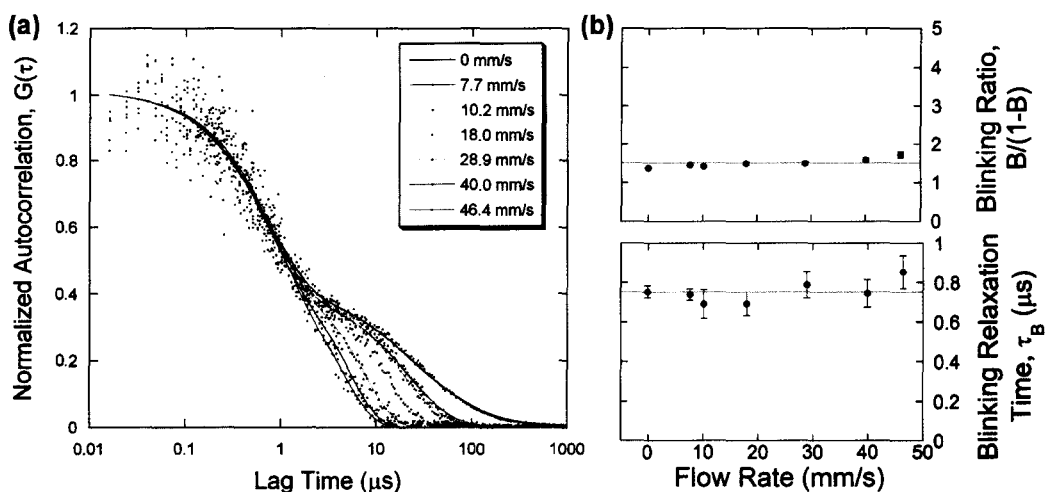 (a)
Normalized Autocorrelation, G(τ)
1.2
1
0.8
0.6
0.4
0.2
0
0.01
0.1
1
10
100
1000
Lag Time (μs)
0 mm/s
7.7 mm/s
10.2 mm/s
18.0 mm/s
28.9 mm/s
40.0 mm/s
46.4 mm/s
(b)
5
4
3
2
1
0
Blinking Ratio,
B/(1-B)
1
0.8
0.6
0.4
0.2
0
Blinking Relaxation
Time, τB (μs)
0
10
20
30
40
50
Flow Rate (mm/s)